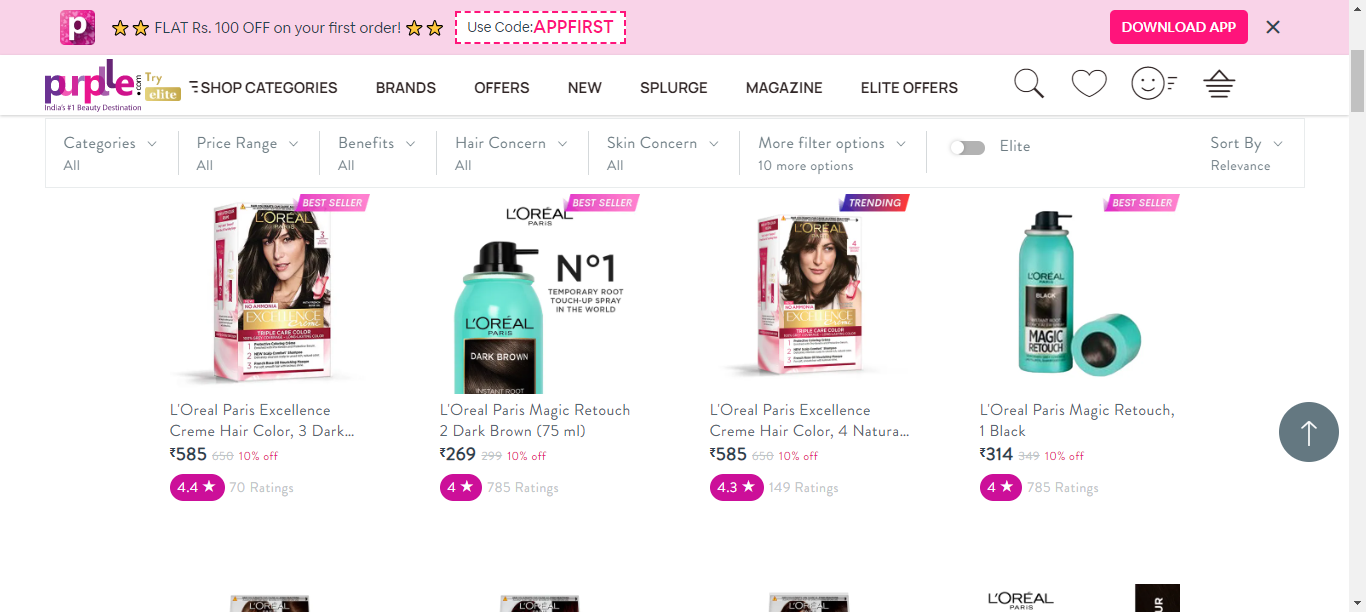 FLAT Rs. 100 OFF on your first order!
Use Code:APPFIRST
DOWNLOAD APP
purplle.com
Try elite
India's #1 Beauty Destination
SHOP CATEGORIES BRANDS OFFERS NEW SPLURGE MAGAZINE ELITE OFFERS
Categories Price Range Benefits Hair Concern Skin Concern More filter options Elite Sort By
All All All All All 10 more options Relevance
BEST SELLER BEST SELLER TRENDING BEST SELLER
L'ORÉAL
PARIS
3
NO AMMONIA
EXCELLENCE
TRIPLE CARE COLOR
L'ORÉAL
PARIS
N°1
TEMPORARY ROOT
TOUCH-UP SPRAY
IN THE WORLD
L'ORÉAL
PARIS
DARK BROWN
INSTANT ROOT
L'ORÉAL
PARIS
4
NO AMMONIA
EXCELLENCE
TRIPLE CARE COLOR
L'ORÉAL
PARIS
BLACK
MAGIC
RETOUCH
L'Oreal Paris Excellence
Creme Hair Color, 3 Dark...
₹585 650 10% off
4.4 ★ 70 Ratings
L'Oreal Paris Magic Retouch
2 Dark Brown (75 ml)
₹269 299 10% off
4 ★ 785 Ratings
L'Oreal Paris Excellence
Creme Hair Color, 4 Natura...
₹585 650 10% off
4.3 ★ 149 Ratings
L'Oreal Paris Magic Retouch,
1 Black
₹314 349 10% off
4 ★ 785 Ratings
L'ORÉAL
L'ORÉAL
L'ORÉAL
L'ORÉAL
PARIS